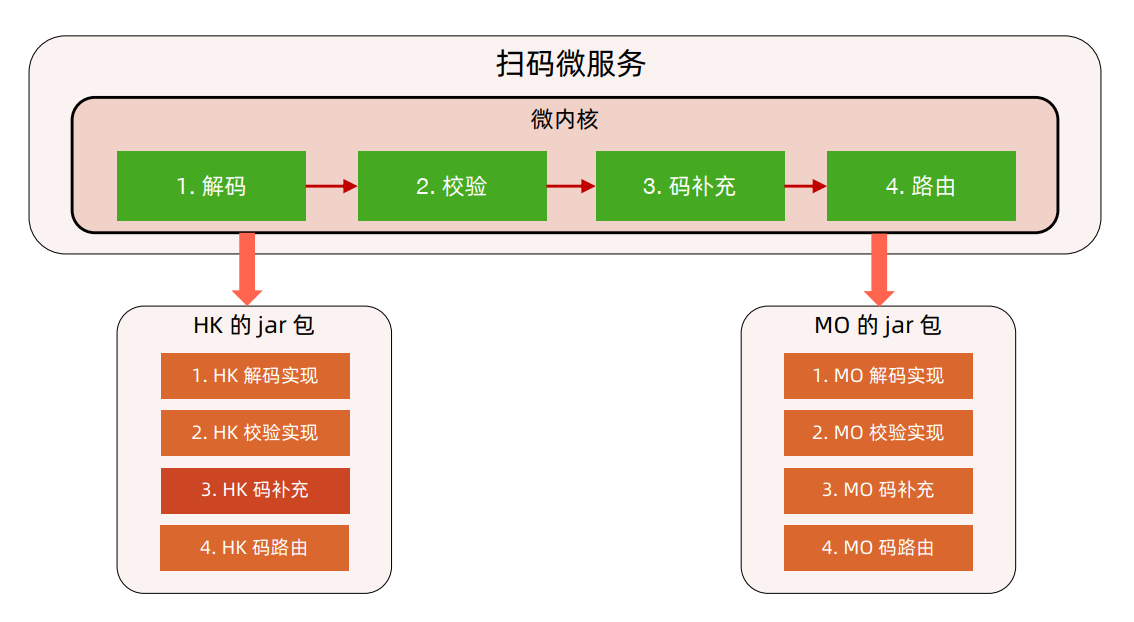 扫码微服务
微内核
1. 解码
2. 校验
3. 码补充
4. 路由
HK 的 jar 包
1. HK 解码实现
2. HK 校验实现
3. HK 码补充
4. HK 码路由
MO 的 jar 包
1. MO 解码实现
2. MO 校验实现
3. MO 码补充
4. MO 码路由